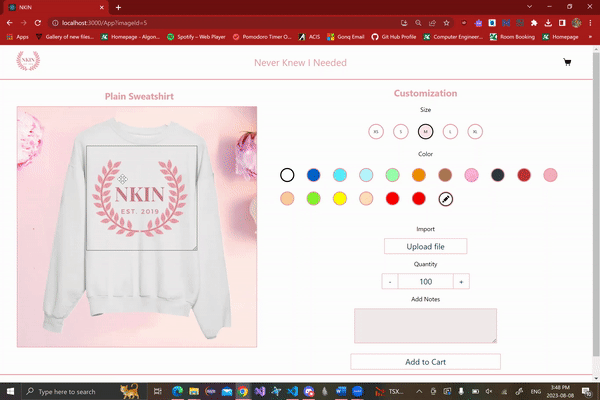 NKIN
localhost:3000/App?imageId=5
Apps
Gallery of new files...
Homepage - Algon...
Spotify – Web Player
Pomodoro Timer O...
ACIS
Gonq Email
Git Hub Profile
Computer Engineer...
Room Booking
Homepage
»
NKIN
Never Knew I Needed
Plain Sweatshirt
NKIN
EST. 2019
Customization
Size
XS
S
M
L
XL
Color
Import
Upload file
Quantity
-
100
+
Add Notes
Add to Cart
Type here to search
TSX...
ENG
3:48 PM
2023-08-08